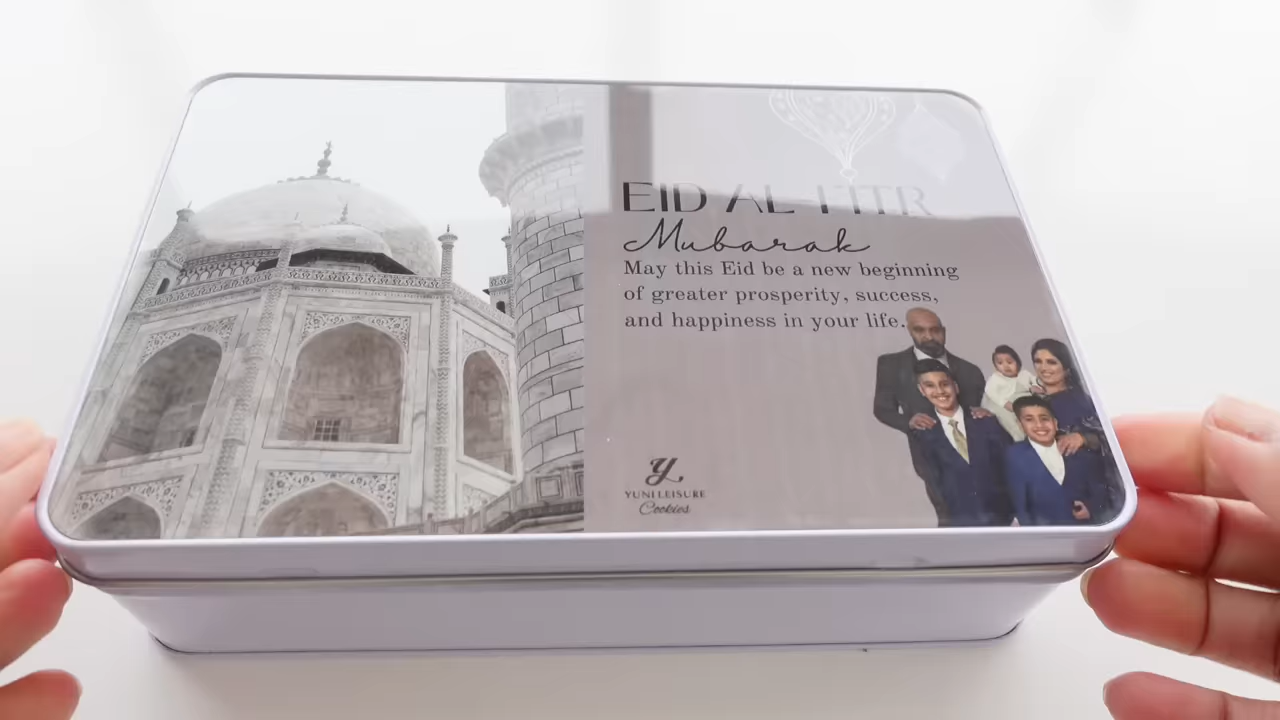 EID AL-FITR
Mubarak
May this Eid be a new beginning
of greater prosperity, success,
and happiness in your life.
y.
YUNI LEISURE
Cookies